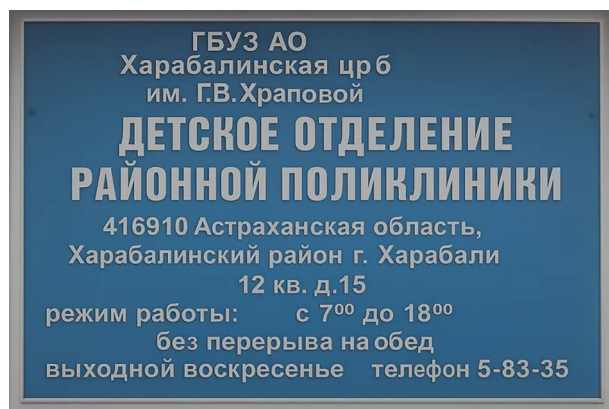 ГБУЗ АО
Харабалинская црб
им. Г.В.Храповой
ДЕТСКОЕ ОТДЕЛЕНИЕ
РАЙОННОЙ ПОЛИКЛИНИКИ
416910 Астраханская область,
Харабалинский район г. Харабали
12 кв. д.15
режим работы: с 7⁰⁰ до 18⁰⁰
без перерыва на обед
выходной воскресенье телефон 5-83-35